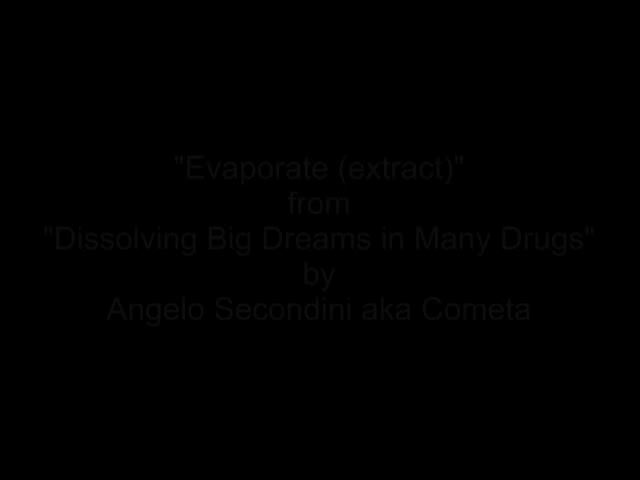 "Evaporate (extract)"
from
"Dissolving Big Dreams in Many Drugs"
by
Angelo Secondini aka Cometa